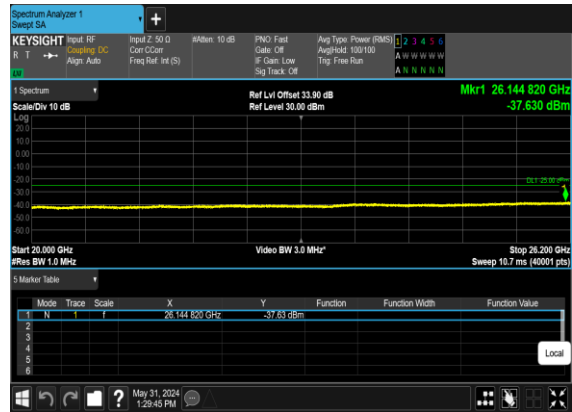 Spectrum Analyzer 1
Swept SA
+
KEYSIGHT Input: RF Input Z: 50 Ω #Atten: 10 dB PNO: Fast Avg Type: Power (RMS) 1 2 3 4 5 6
R T Coupling: DC Corr CCorr Gate: Off Avg|Hold: 100/100 A W W W W W
Align: Auto Freq Ref: Int (S) IF Gain: Low Trig: Free Run
LXI Sig Track: Off A N N N N N
1 Spectrum Ref Lvl Offset 33.90 dB Mkr1 26.144 820 GHz
Scale/Div 10 dB Ref Level 30.00 dBm -37.630 dBm
Log
20.0
10.0
0.00
-10.0
-20.0
DL1 -25.00 dBm
-30.0
1
-40.0
-50.0
-60.0
Start 20.000 GHz Video BW 3.0 MHz* Stop 26.200 GHz
#Res BW 1.0 MHz Sweep 10.7 ms (40001 pts)
5 Marker Table
Mode Trace Scale X Y Function Function Width Function Value
1 N 1 f 26.144 820 GHz -37.63 dBm
2
3
4
5
6
Local
? May 31, 2024
1:29:45 PM